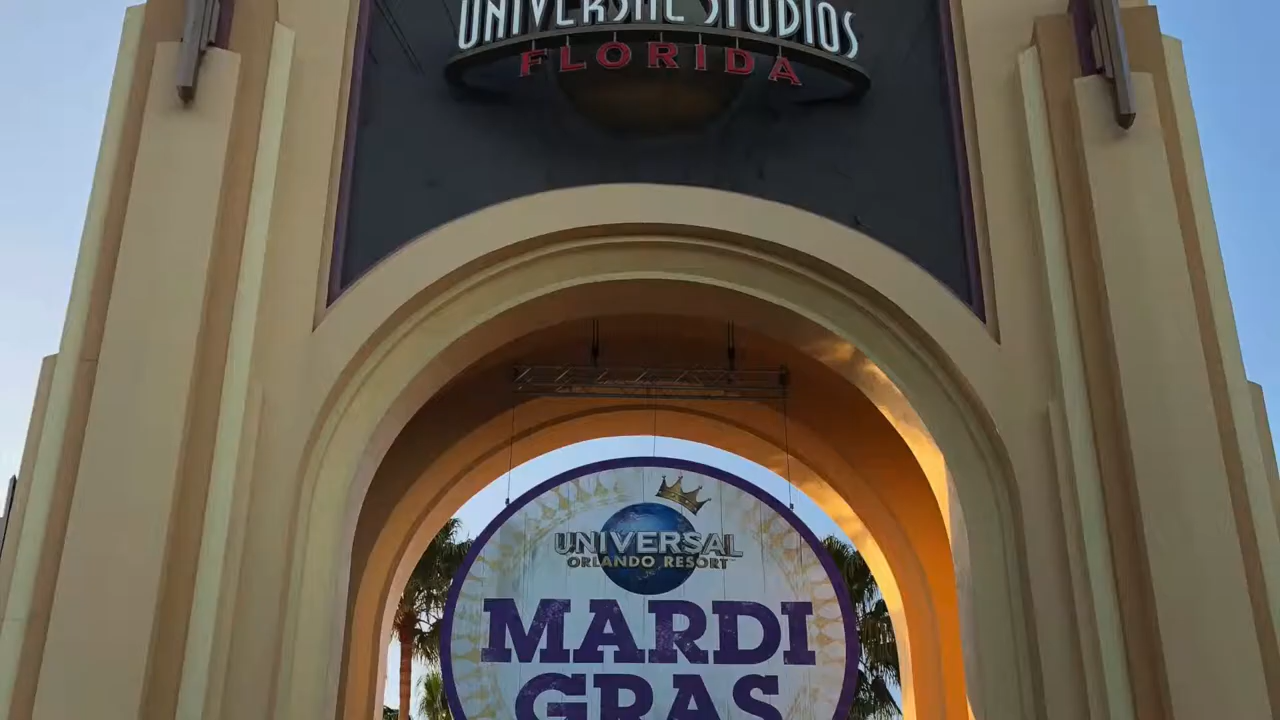 UNIVERSAL STUDIOS
FLORIDA
UNIVERSAL
ORLANDO RESORT
MARDI
GRAS